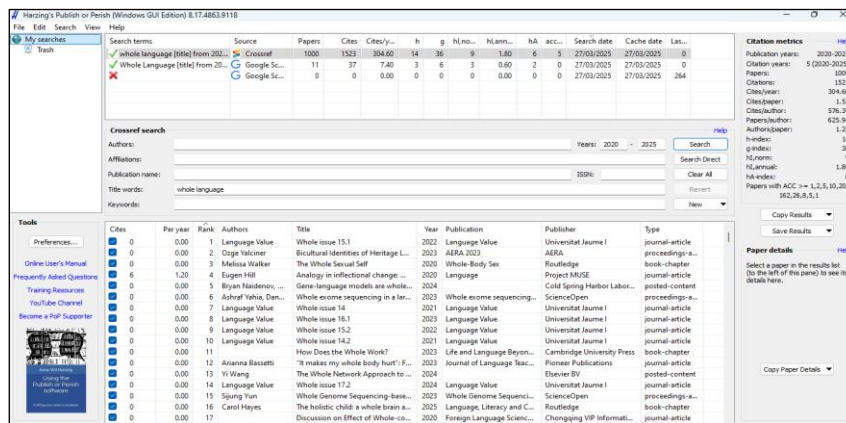 Harzing's Publish or Perish (Windows GUI Edition) 8.17.4863.9118
File Edit Search View Help
My searches
Trash
Search terms Source Papers Cites Cites/y... h g hI,no... hI,ann... hA acc... Search date Cache date Las...
whole language [title] from 202... Crossref 1000 1523 304.60 14 36 9 1.80 6 5 27/03/2025 27/03/2025 0
Whole Language [title] from 20... Google Sc... 11 37 7.40 3 6 3 0.60 2 0 27/03/2025 27/03/2025 0
Google Sc... 0 0 0.00 0 0 0 0.00 0 0 27/03/2025 27/03/2025 264
Crossref search Help
Authors: Years: 2020 - 2025 Search
Affiliations: Search Direct
Publication name: ISSN: Clear All
Title words: whole language Revert
Keywords: New
Tools
Preferences...
Online User's Manual
Frequently Asked Questions
Training Resources
YouTube Channel
Become a PoP Supporter
Anne-Wil Harzing
Using the
Publish or Perish
software
Cites Per year Rank Authors Title Year Publication Publisher Type
0 0.00 1 Language Value Whole issue 15.1 2022 Language Value Universitat Jaume I journal-article
0 0.00 2 Ozge Yalciner Bicultural Identities of Heritage L... 2023 AERA 2023 AERA proceedings-a...
0 0.00 3 Melissa Walker The Whole Sexual Self 2020 Whole-Body Sex Routledge book-chapter
6 1.20 4 Eugen Hill Analogy in inflectional change: ... 2020 Language Project MUSE journal-article
0 0.00 5 Bryan Naidenov, ... Gene-language models are whole... 2024 Cold Spring Harbor Labor... posted-content
0 0.00 6 Ashraf Yahia, Dan... Whole exome sequencing in a lar... 2023 Whole exome sequencing... ScienceOpen proceedings-a...
0 0.00 7 Language Value Whole issue 14 2021 Language Value Universitat Jaume I journal-article
0 0.00 8 Language Value Whole issue 16.1 2023 Language Value Universitat Jaume I journal-article
0 0.00 9 Language Value Whole issue 15.2 2022 Language Value Universitat Jaume I journal-article
0 0.00 10 Language Value Whole issue 14.2 2021 Language Value Universitat Jaume I journal-article
0 0.00 11 How Does the Whole Work? 2023 Life and Language Beyon... Cambridge University Press book-chapter
0 0.00 12 Arianna Bassetti "It makes my whole body hurt": F... 2023 Journal of Language Teac... Pioneer Publications journal-article
0 0.00 13 Yi Wang The Whole Network Approach to ... 2024 Elsevier BV posted-content
0 0.00 14 Language Value Whole issue 17.2 2024 Language Value Universitat Jaume I journal-article
0 0.00 15 Sijung Yun Whole Genome Sequencing-base... 2023 Whole Genome Sequenci... ScienceOpen proceedings-a...
0 0.00 16 Carol Hayes The holistic child: a whole brain a... 2025 Language, Literacy and C... Routledge book-chapter
0 0.00 17 Discussion on Effect of Whole-co... 2020 Foreign Language Scienc... Chongqing VIP Informati... journal-article
Citation metrics He
Publication years: 2020-202
Citation years: 5 (2020-2025
Papers: 100
Citations: 152
Cites/year: 304.6
Cites/paper: 1.5
Cites/author: 576.3
Papers/author: 625.9
Authors/paper: 1.2
h-index: 1
g-index: 3
hI,norm:
hI,annual: 1.8
hA-index:
Papers with ACC >= 1,2,5,10,20
162,26,8,5,1
Copy Results
Save Results
Paper details He
Select a paper in the results list
(to the left of this pane) to see its
details here.
Copy Paper Details